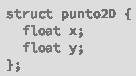 struct punto2D {
  float x;
  float y;
};